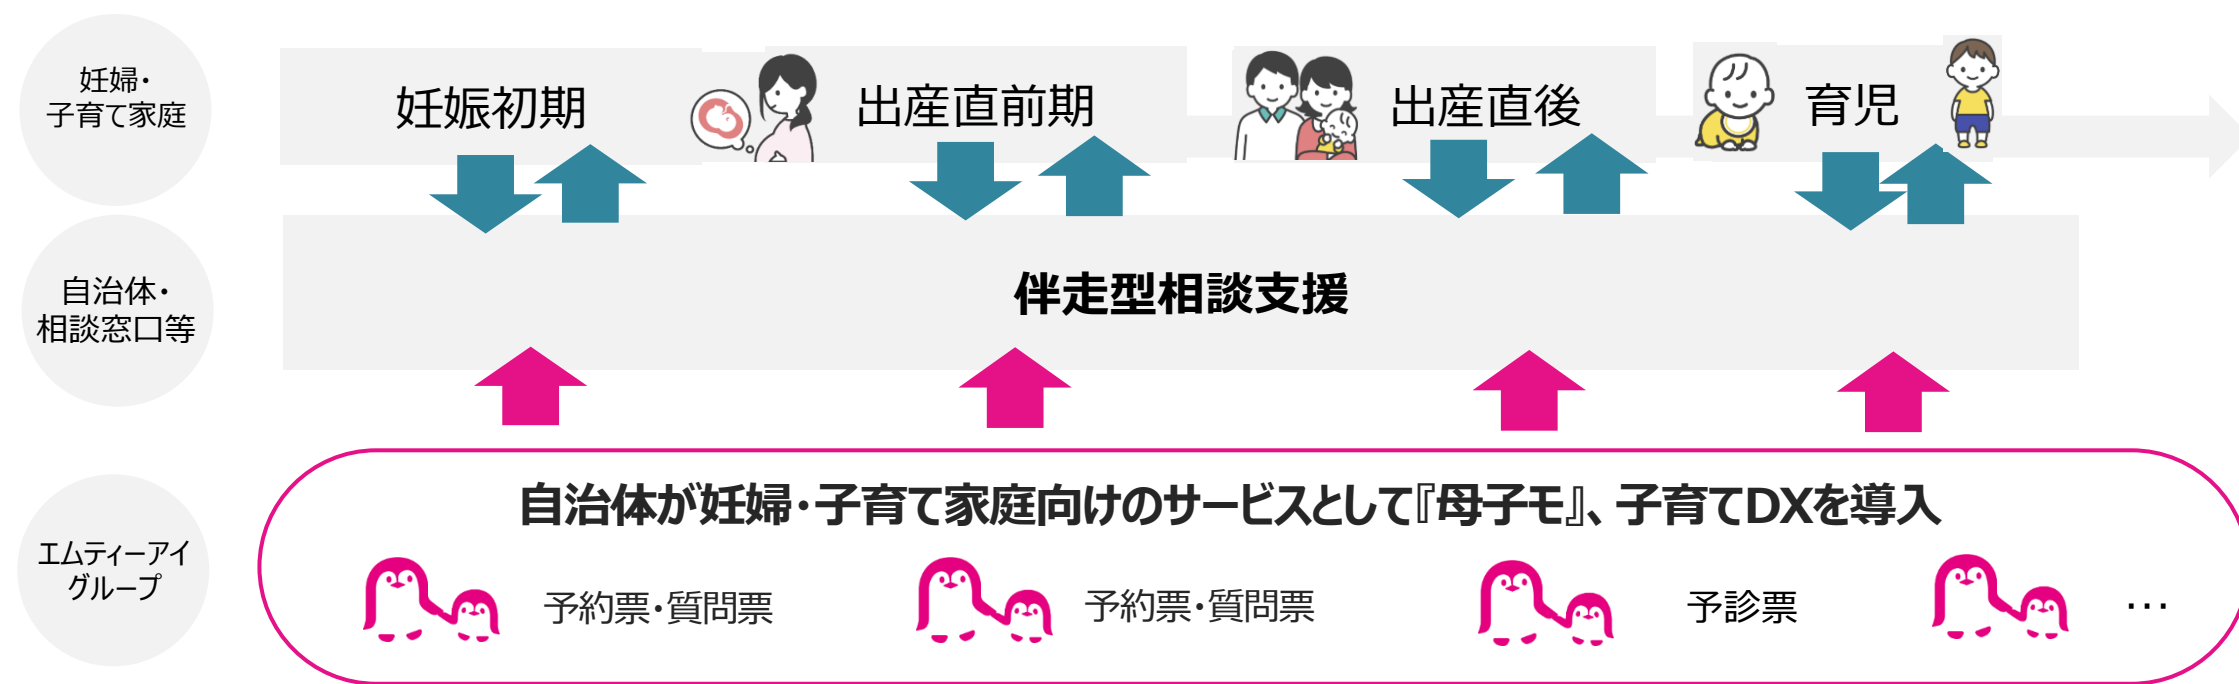 妊婦・
子育て家庭
妊娠初期
出産直前期
出産直後
育児
自治体・
相談窓口等
伴走型相談支援
エムティーアイ
グループ
自治体が妊婦・子育て家庭向けのサービスとして『母子モ』、子育てDXを導入
予約票・質問票
予約票・質問票
予診票
…